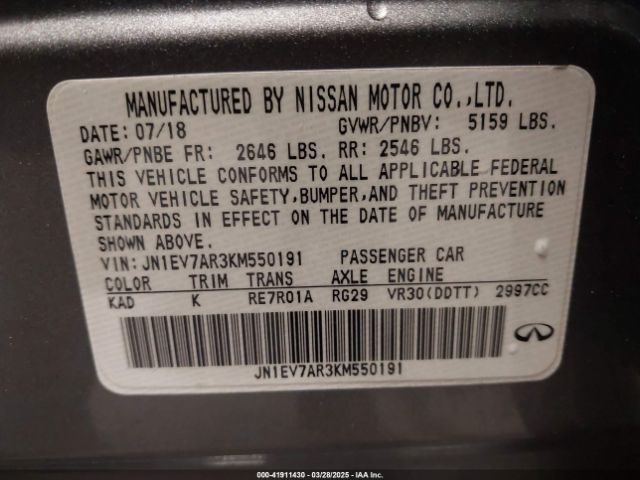 MANUFACTURED BY NISSAN MOTOR CO.,LTD.
DATE: 07/18 GVWR/PNBV: 5159 LBS.
GAWR/PNBE FR: 2646 LBS. RR: 2546 LBS.
THIS VEHICLE CONFORMS TO ALL APPLICABLE FEDERAL
MOTOR VEHICLE SAFETY,BUMPER,AND THEFT PREVENTION
STANDARDS IN EFFECT ON THE DATE OF MANUFACTURE
SHOWN ABOVE.
VIN: JN1EV7AR3KM550191 PASSENGER CAR
COLOR TRIM TRANS AXLE ENGINE
KAD K RE7R01A RG29 VR30(DDTT) 2997CC
JN1EV7AR3KM550191
000-41911430 - 03/28/2025 - IAA, Inc.